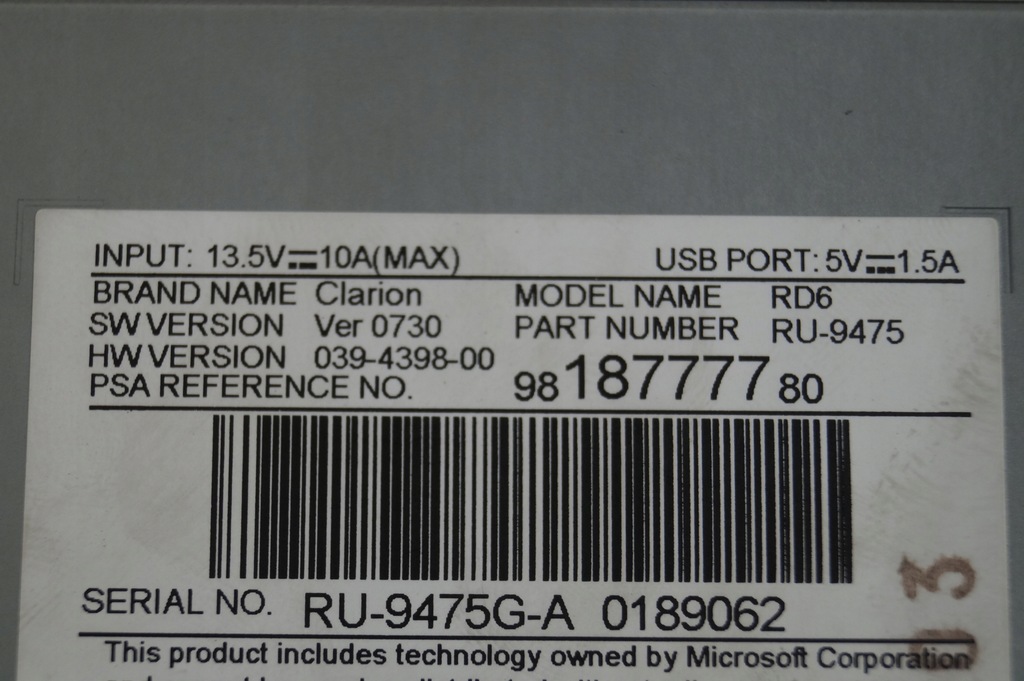 INPUT: 13.5V⎓10A(MAX) USB PORT: 5V⎓1.5A
BRAND NAME Clarion MODEL NAME RD6
SW VERSION Ver 0730 PART NUMBER RU-9475
HW VERSION 039-4398-00
PSA REFERENCE NO. 98 187777 80
SERIAL NO. RU-9475G-A 0189062
This product includes technology owned by Microsoft Corporation
03